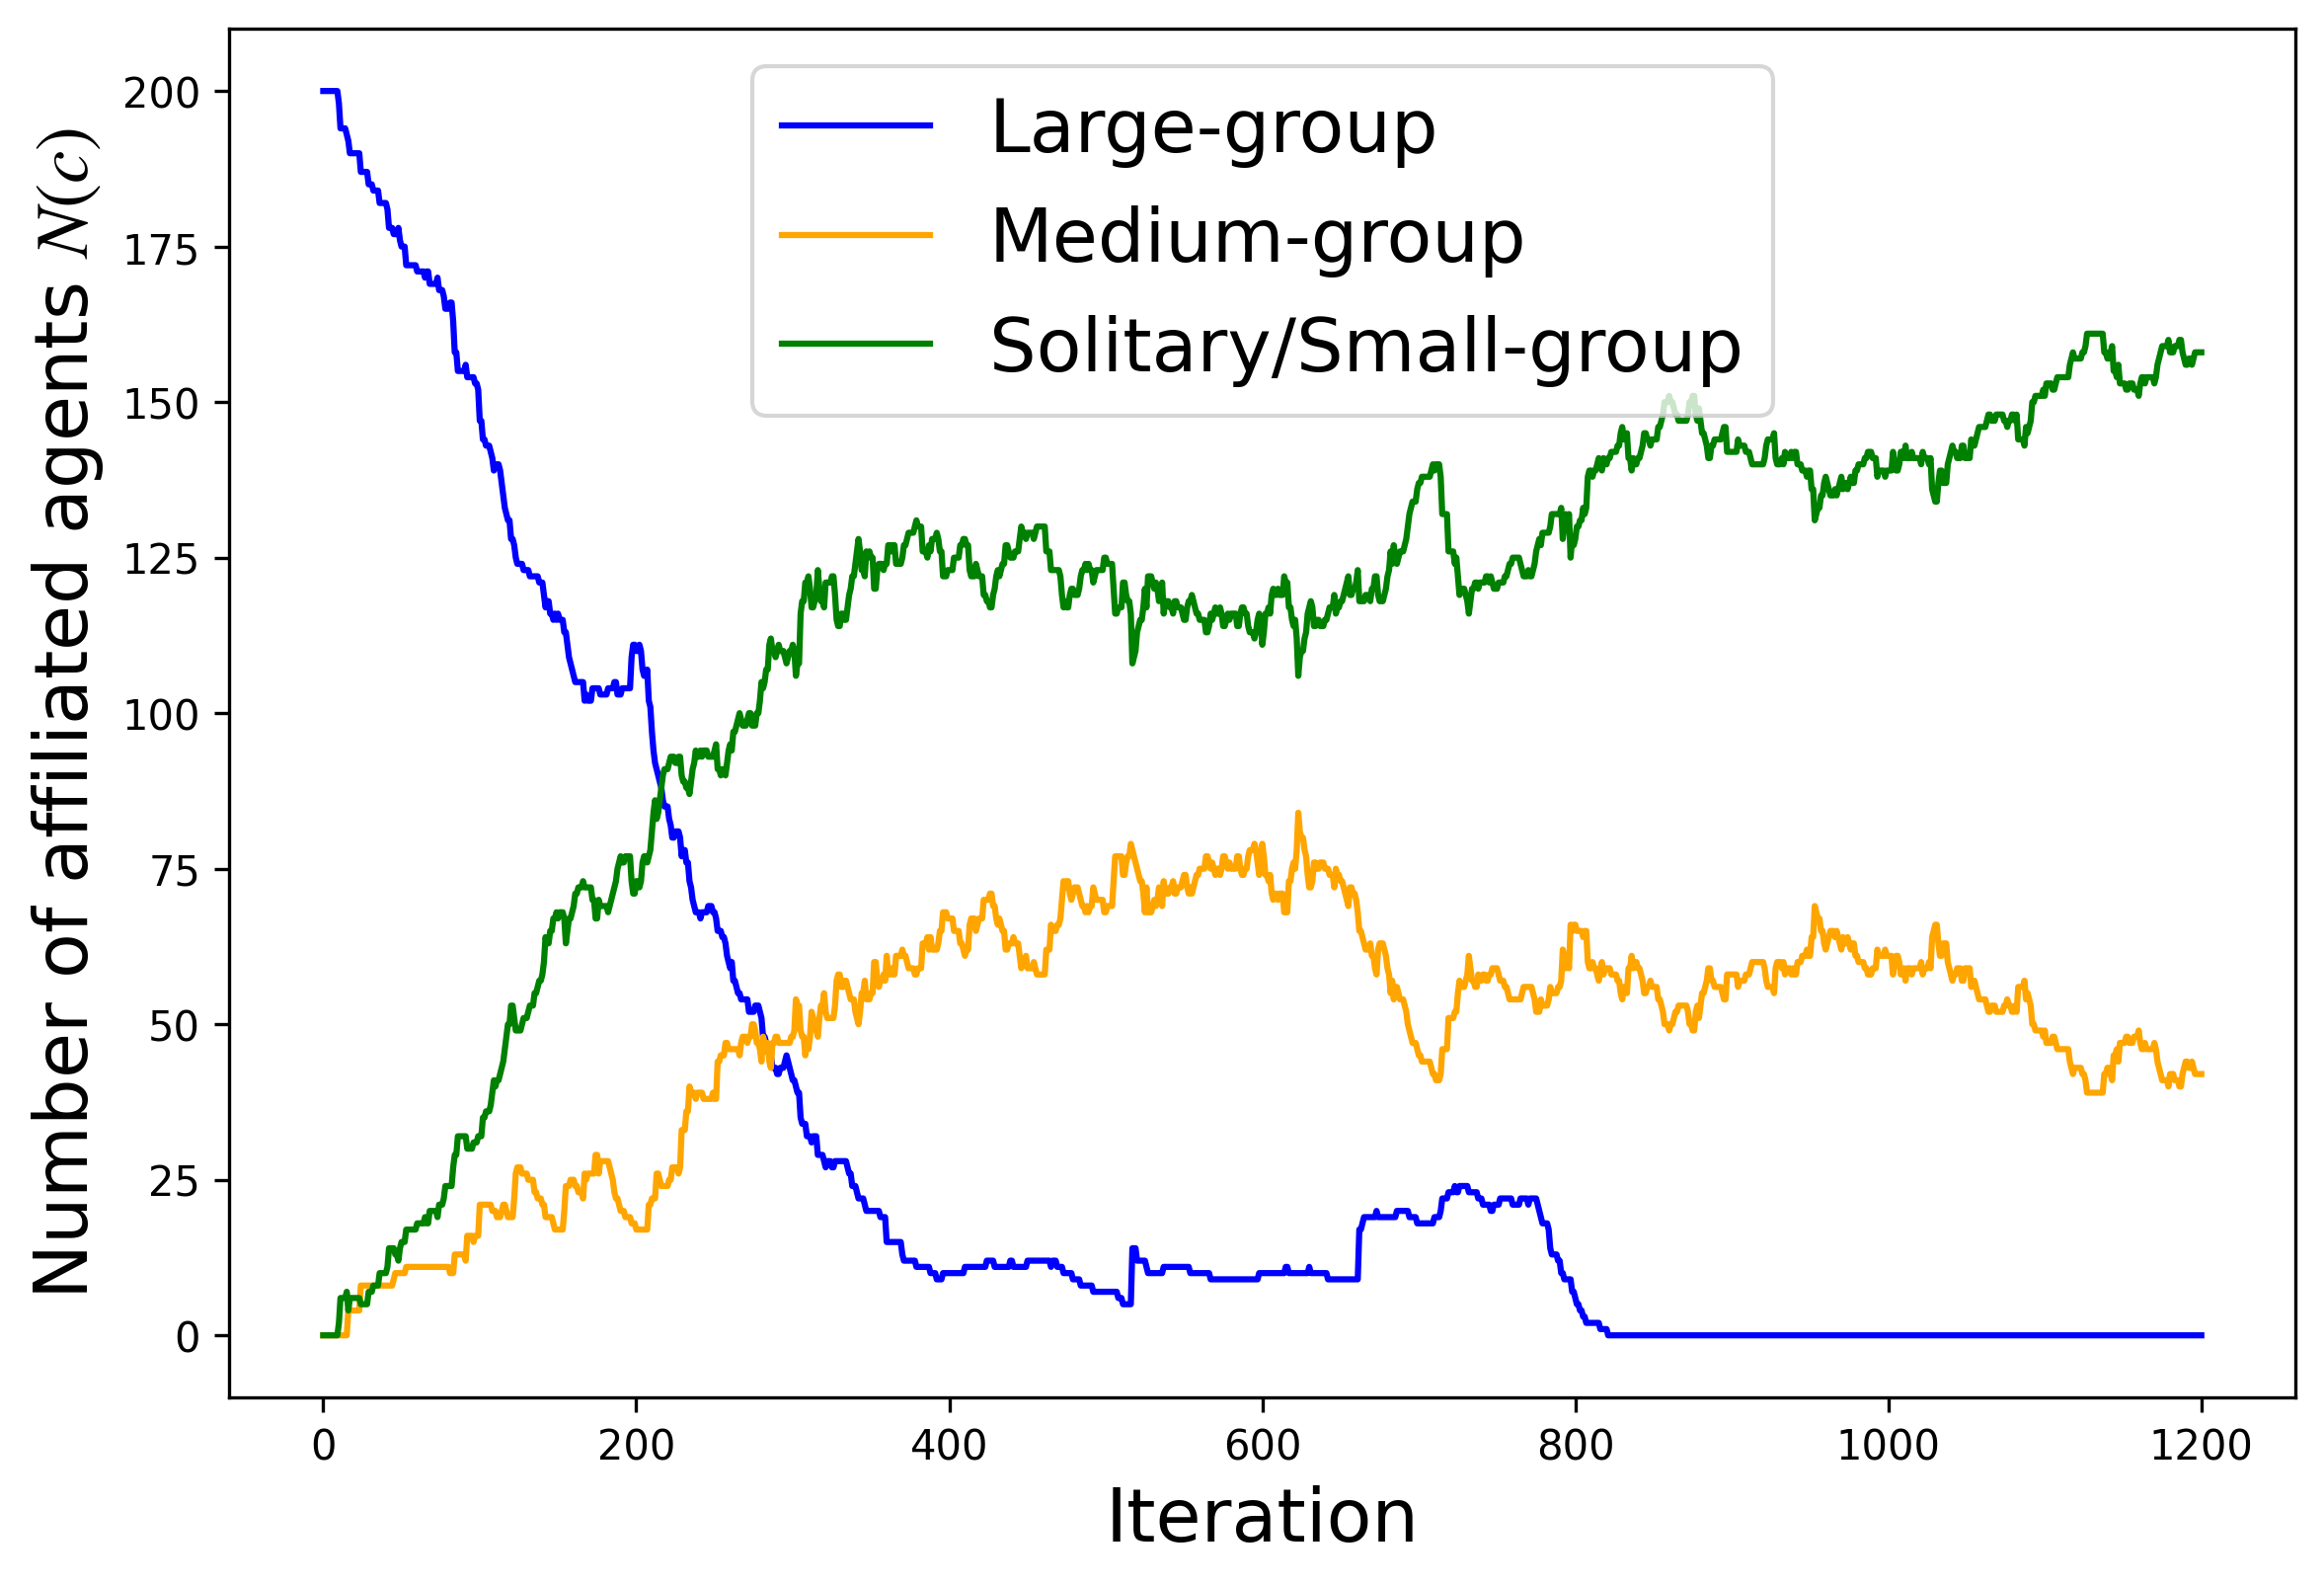 Number of affiliated agents N(c)
200
175
150
125
100
75
50
25
0
Large-group
Medium-group
Solitary/Small-group
0 200 400 600 800 1000 1200
Iteration